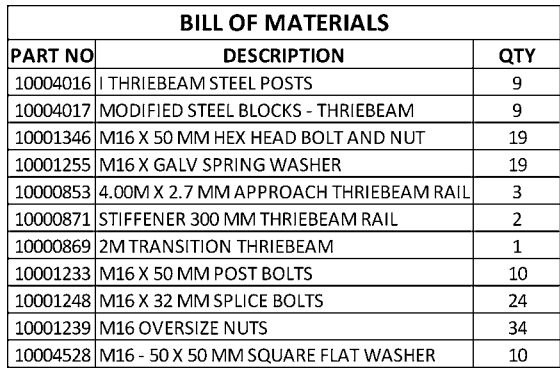 BILL OF MATERIALS
PART NO DESCRIPTION QTY
10004016 I THRIEBEAM STEEL POSTS 9
10004017 MODIFIED STEEL BLOCKS - THRIEBEAM 9
10001346 M16 X 50 MM HEX HEAD BOLT AND NUT 19
10001255 M16 X GALV SPRING WASHER 19
10000853 4.00M X 2.7 MM APPROACH THRIEBEAM RAIL 3
10000871 STIFFENER 300 MM THRIEBEAM RAIL 2
10000869 2M TRANSITION THRIEBEAM 1
10001233 M16 X 50 MM POST BOLTS 10
10001248 M16 X 32 MM SPLICE BOLTS 24
10001239 M16 OVERSIZE NUTS 34
10004528 M16 - 50 X 50 MM SQUARE FLAT WASHER 10